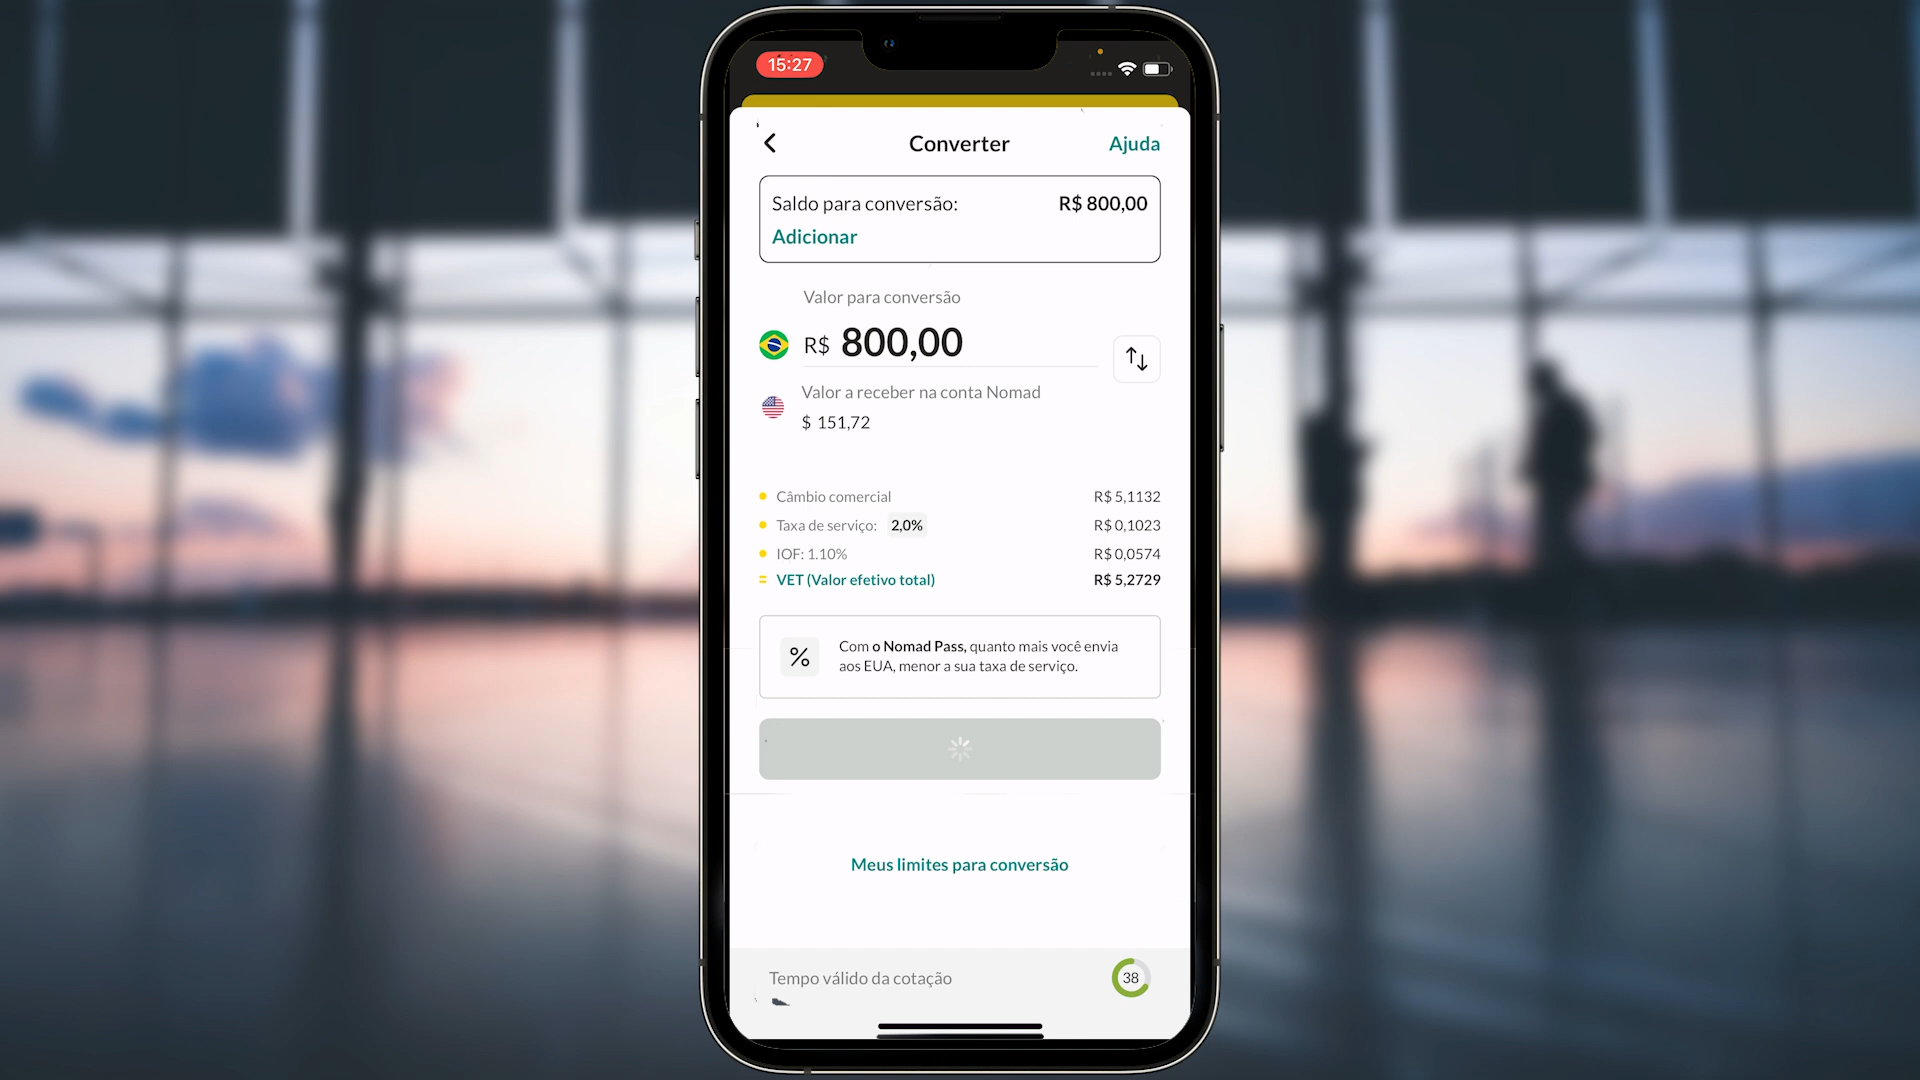 15:27
Converter
Ajuda
Saldo para conversão: R$ 800,00
Adicionar
Valor para conversão
R$ 800,00
Valor a receber na conta Nomad
$ 151,72
Câmbio comercial R$ 5,1132
Taxa de serviço: 2,0% R$ 0,1023
IOF: 1.10% R$ 0,0574
VET (Valor efetivo total) R$ 5,2729
%
Com o Nomad Pass, quanto mais você envia
aos EUA, menor a sua taxa de serviço.
Meus limites para conversão
Tempo válido da cotação 38